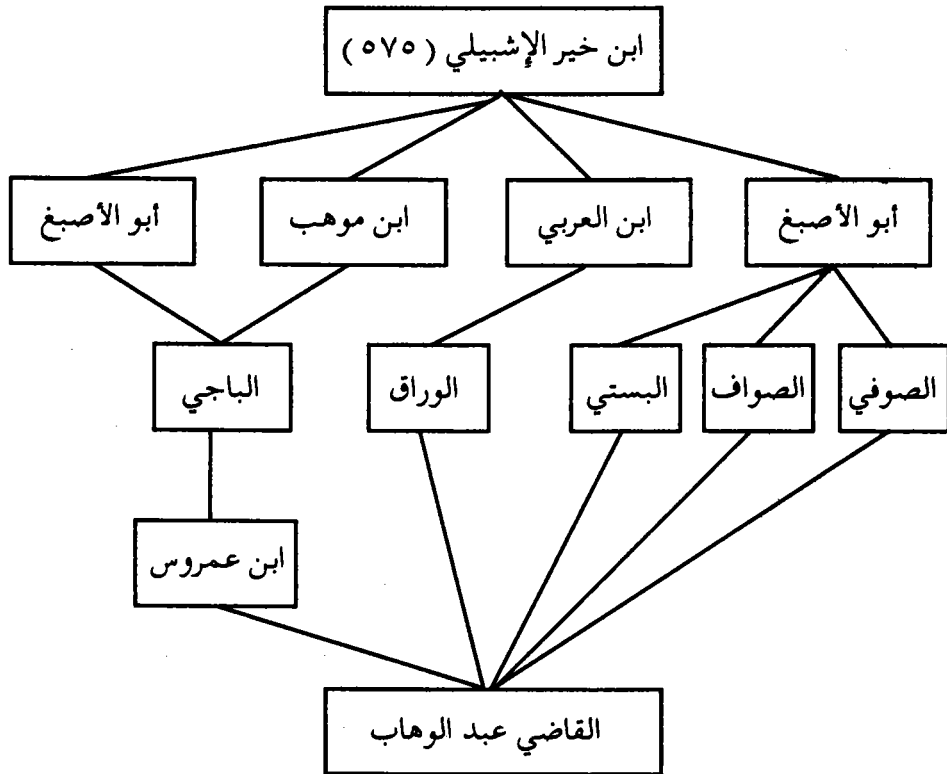 ابن خير الإشبيلي ( ٥٧٥ )
أبو الأصبغ
ابن العربي
ابن موهب
أبو الأصبغ
الصوفي
الصواف
البستي
الوراق
الباجي
ابن عمروس
القاضي عبد الوهاب